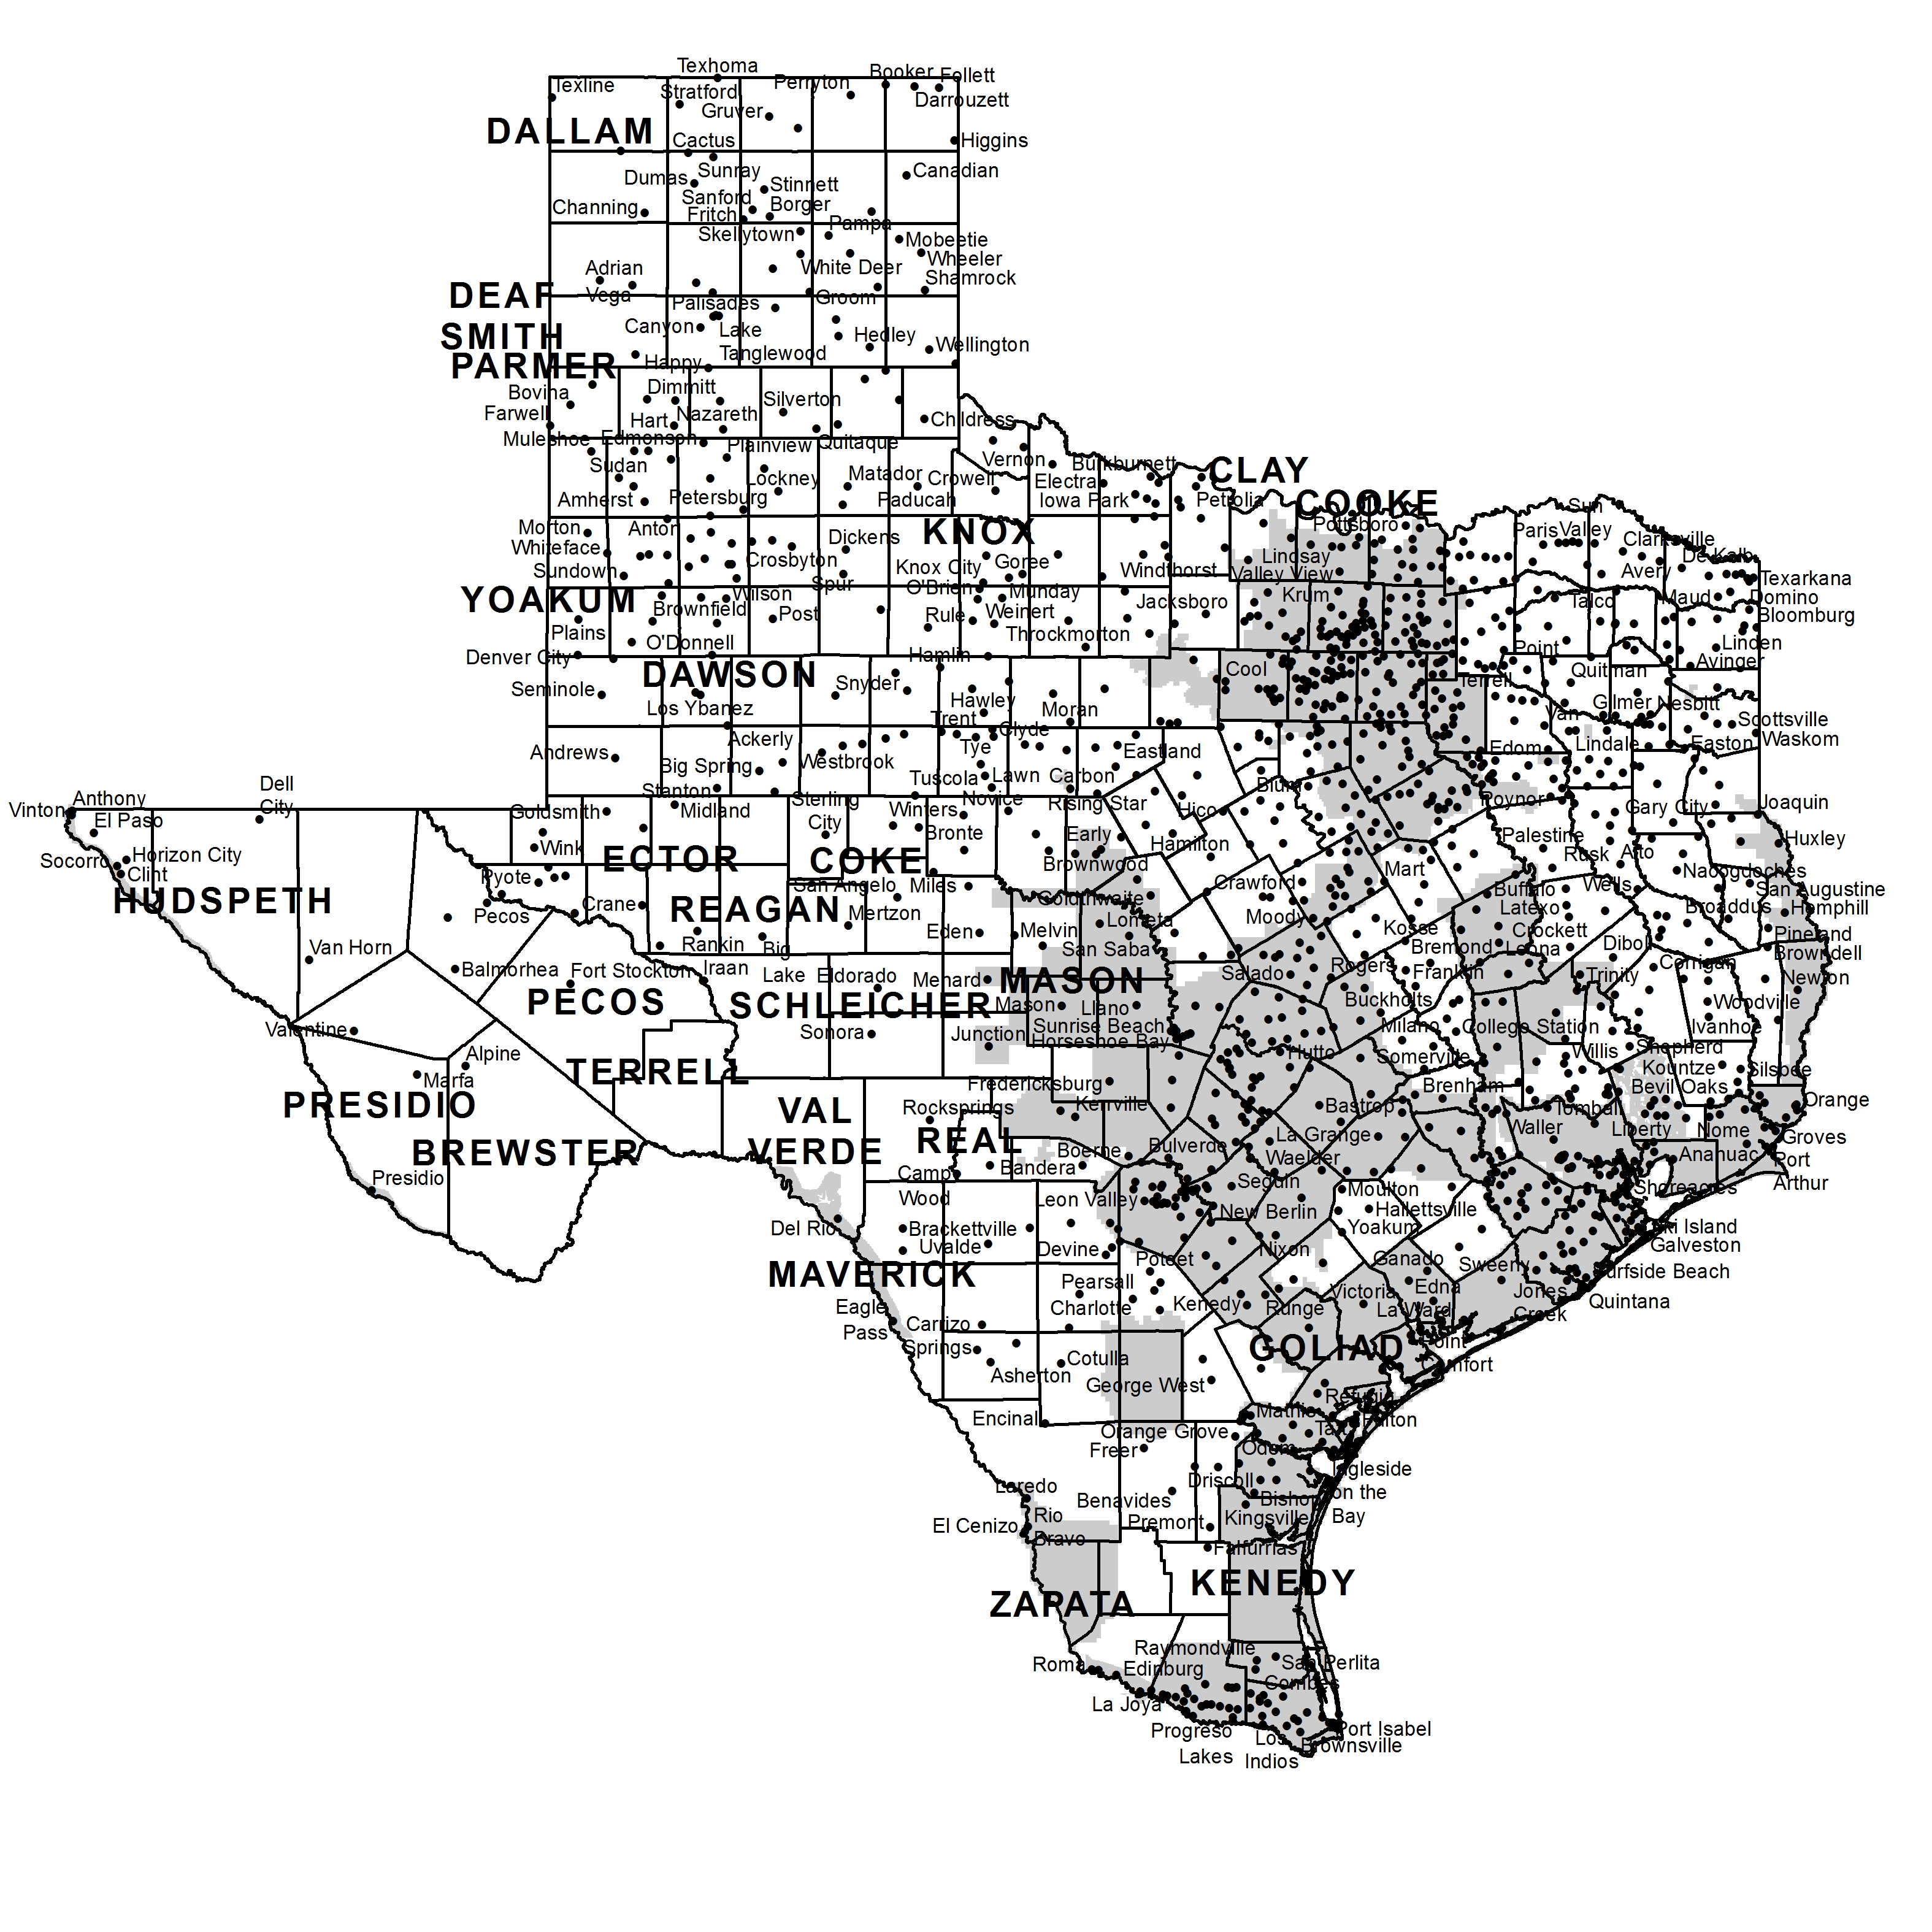 Texhoma
Booker Follett
Texline
Perryton
Stratford
Darrouzett
Gruver
DALLAM
Cactus
Higgins
Sunray
Canadian
Dumas
Stinnett
Sanford
Borger
Channing
Fritch
Pampa
Skellytown
Mobeetie
Wheeler
Adrian
White Deer
Shamrock
DEAF
SMITH
Vega
Palisades
Groom
Canyon
Lake
Tanglewood
Hedley
Wellington
PARMER
Happy
Bovina
Dimmitt
Silverton
Farwell
Hart
Nazareth
Childress
Muleshoe
Edmonson
Plainview
Quitaque
Sudan
Lockney
Matador
Crowell
Vernon
Electra
Burkburnett
CLAY
Amherst
Petersburg
Paducah
Iowa Park
Petrolia
COOKE
Morton
Anton
Dickens
KNOX
Pottsboro
Sun
Valley
Paris
Clarksville
De Kalb
Whiteface
Crosbyton
Knox City
Goree
Lindsay
Sundown
Spur
O'Brien
Windthorst
Valley View
Avery
Texarkana
YOAKUM
Wilson
Munday
Krum
Talco
Maud
Domino
Brownfield
Post
Rule
Weinert
Jacksboro
Bloomburg
Plains
O'Donnell
Throckmorton
Point
Linden
Denver City
Hamlin
Cool
Terrell
Quitman
Avinger
DAWSON
Seminole
Snyder
Hawley
Los Ybanez
Trent
Moran
Van
Gilmer
Nesbitt
Scottsville
Ackerly
Clyde
Waskom
Andrews
Westbrook
Tye
Eastland
Edom
Lindale
Easton
Big Spring
Tuscola
Lawn
Carbon
Blum
Dell
City
Anthony
Vinton
El Paso
Stanton
Sterling
City
Winters
Novice
Rising Star
Hico
Poynor
Gary City
Joaquin
Goldsmith
Midland
Bronte
Early
Hamilton
Palestine
Huxley
Socorro
Horizon City
Clint
Wink
ECTOR
COKE
Brownwood
Mart
Rusk
Alto
Nacogdoches
HUDSPETH
Pyote
San Angelo
Miles
Goldthwaite
Crawford
Buffalo
Wells
San Augustine
Pecos
Crane
REAGAN
Mertzon
Lometa
Moody
Latexo
Broaddus
Hemphill
Van Horn
Rankin
Big
Lake
Eden
Melvin
San Saba
Kosse
Bremond
Crockett
Leona
Dibol
Pineland
Browndell
Balmorhea
Fort Stockton
Iraan
Eldorado
Menard
MASON
Salado
Rogers
Franklin
Trinity
Corrigan
Newton
PECOS
SCHLEICHER
Mason
Llano
Buckholts
Woodville
Valentine
Sonora
Junction
Sunrise Beach
Horseshoe Bay
Milano
College Station
Ivanhoe
Alpine
Hutto
Somerville
Willis
Shepherd
Marfa
TERRELL
Fredericksburg
Brenham
Kountze
Silsbee
Bevil Oaks
PRESIDIO
VAL
VERDE
Rocksprings
Kerrville
Bastrop
Tomball
Orange
BREWSTER
REAL
La Grange
Waller
Liberty
Nome
Groves
Boerne
Bulverde
Waelder
Anahuac
Port
Arthur
Presidio
Camp
Wood
Bandera
Leon Valley
Seguin
Moulton
Shoreacres
Del Rio
Brackettville
New Berlin
Hallettsville
Yoakum
Galveston
Uvalde
Devine
Poteet
Nixon
Ganado
Sweeny
Surfside Beach
MAVERICK
Pearsall
Edna
Eagle
Pass
Charlotte
Kenedy
Runge
Victoria
La Ward
Jones
Creek
Quintana
Carrizo
Springs
GOLIAD
Point
Comfort
Asherton
Cotulla
George West
Refugio
Encinal
Orange Grove
Mathis
Taft
Fulton
Freer
Odem
Laredo
Driscoll
Ingleside
on the
Bay
Benavides
Bishop
Rio
Bravo
El Cenizo
Premont
Kingsville
Falfurrias
ZAPATA
KENEDY
Raymondville
Roma
Edinburg
San Perlita
Combes
La Joya
Progreso
Lakes
Los
Indios
Port Isabel
Brownsville